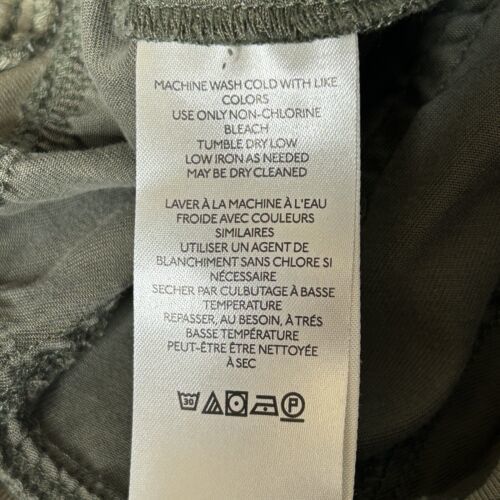 MACHINE WASH COLD WITH LIKE
COLORS
USE ONLY NON-CHLORINE
BLEACH
TUMBLE DRY LOW
LOW IRON AS NEEDED
MAY BE DRY CLEANED
LAVER À LA MACHINE À L'EAU
FROIDE AVEC COULEURS
SIMILAIRES
UTILISER UN AGENT DE
BLANCHIMENT SANS CHLORE SI
NÉCESSAIRE
SECHER PAR CULBUTAGE À BASSE
TEMPERATURE
REPASSER, AU BESOIN, À TRÉS
BASSE TEMPÉRATURE
PEUT-ÊTRE ÊTRE NETTOYÉE
À SEC
30 P